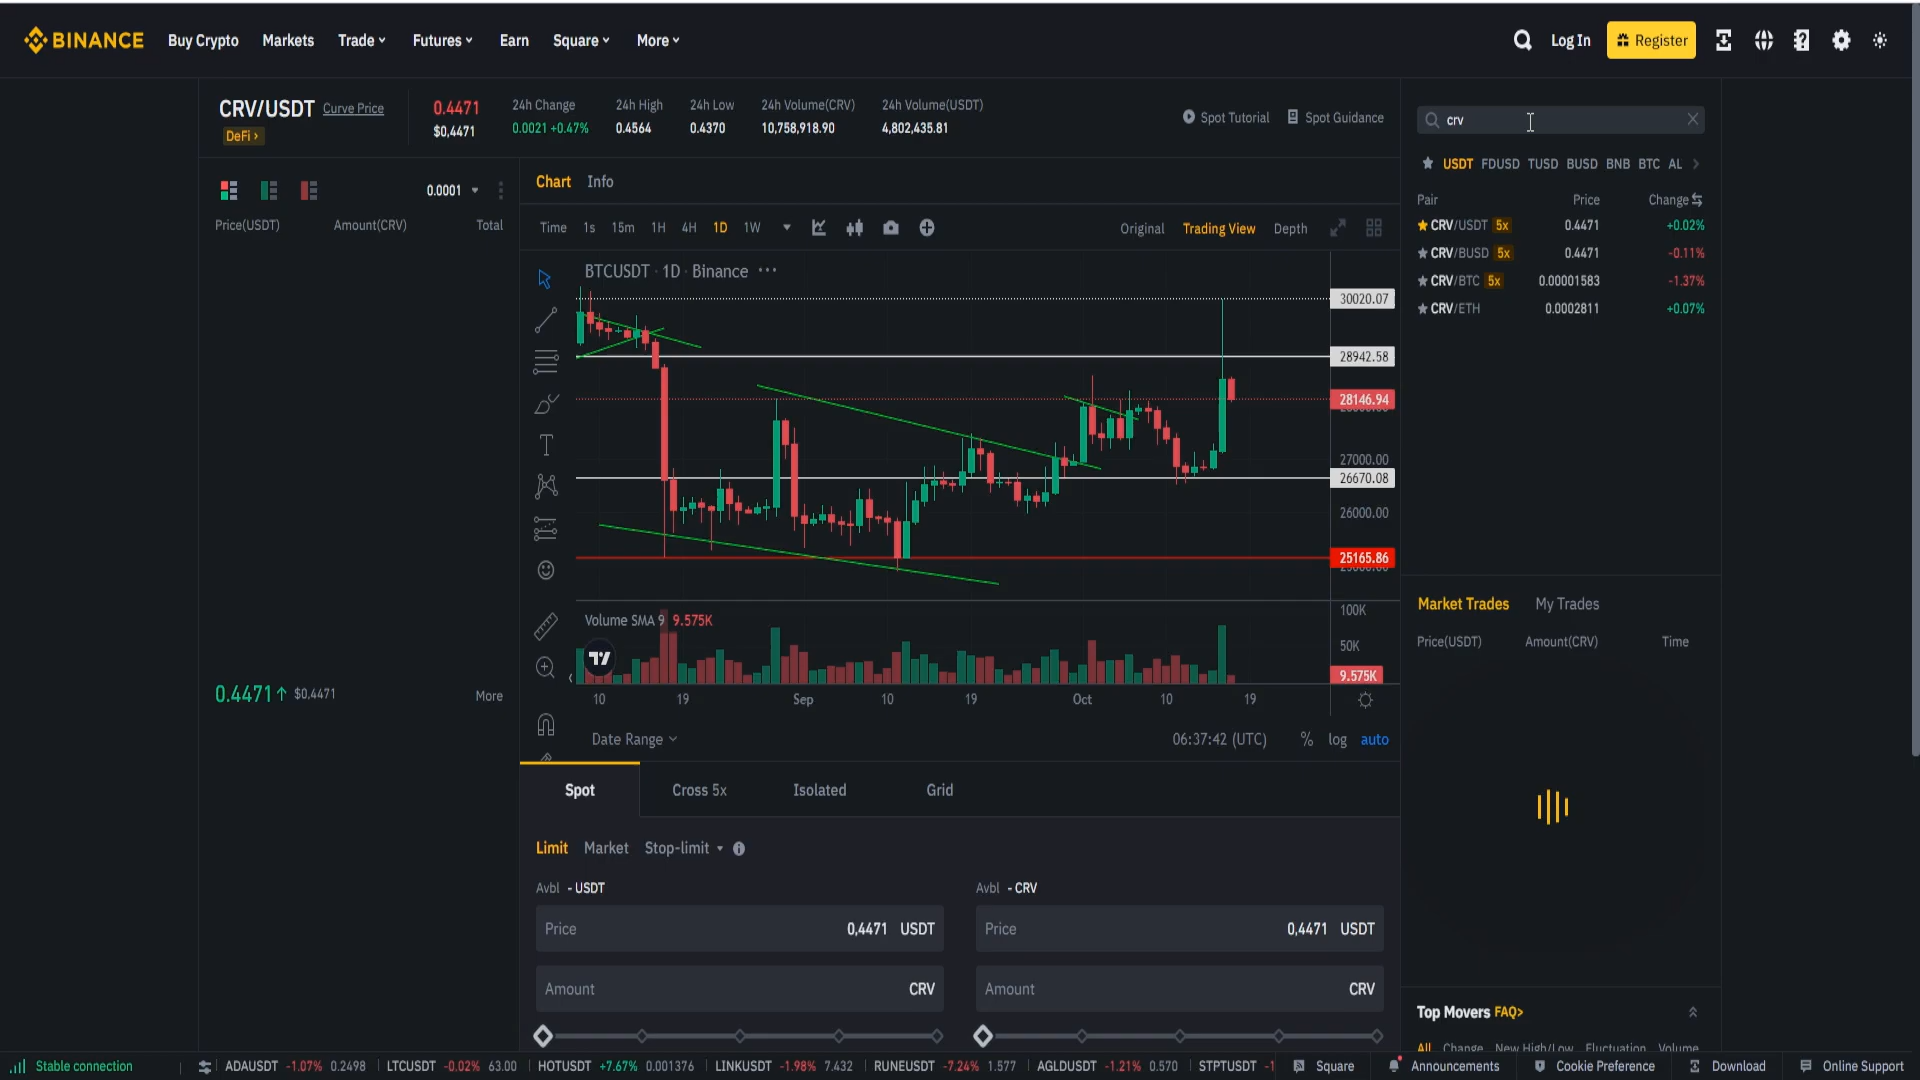 BINANCE
Buy Crypto Markets Trade Futures Earn Square More
Log In Register
CRV/USDT Curve Price
DeFi
0.4471
$0.4471
24h Change
0.0021 +0.47%
24h High
0.4564
24h Low
0.4370
24h Volume(CRV)
10,758,918.90
24h Volume(USDT)
4,802,435.81
Spot Tutorial Spot Guidance
0.0001
Price(USDT) Amount(CRV) Total
0.4471↑ $0.4471 More
Chart Info
Time 1s 15m 1H 4H 1D 1W
Original Trading View Depth
BTCUSDT · 1D · Binance
30020.07
28942.58
28146.94
27000.00
26670.08
26000.00
25165.86
Volume SMA 9 9.575K
100K
50K
9.575K
10 19 Sep 10 19 Oct 10 19
Date Range 06:37:42 (UTC) % log auto
Spot Cross 5x Isolated Grid
Limit Market Stop-limit
Avbl - USDT
Price 0,4471 USDT
Amount CRV
Avbl - CRV
Price 0,4471 USDT
Amount CRV
crv
USDT FDUSD TUSD BUSD BNB BTC AL
Pair Price Change
CRV/USDT 5x 0.4471 +0.02%
CRV/BUSD 5x 0.4471 -0.11%
CRV/BTC 5x 0.00001583 -1.37%
CRV/ETH 0.0002811 +0.07%
Market Trades My Trades
Price(USDT) Amount(CRV) Time
Top Movers FAQ>
All Change New High/Low Fluctuation Volume
Stable connection ADAUSDT -1.07% 0.2498 LTCUSDT -0.02% 63.00 HOTUSDT +7.67% 0.001376 LINKUSDT -1.98% 7.432 RUNEUSDT -7.24% 1.577 AGLDUSDT -1.21% 0.570 STPTUSDT -1 Square Announcements Cookie Preference Download Online Support